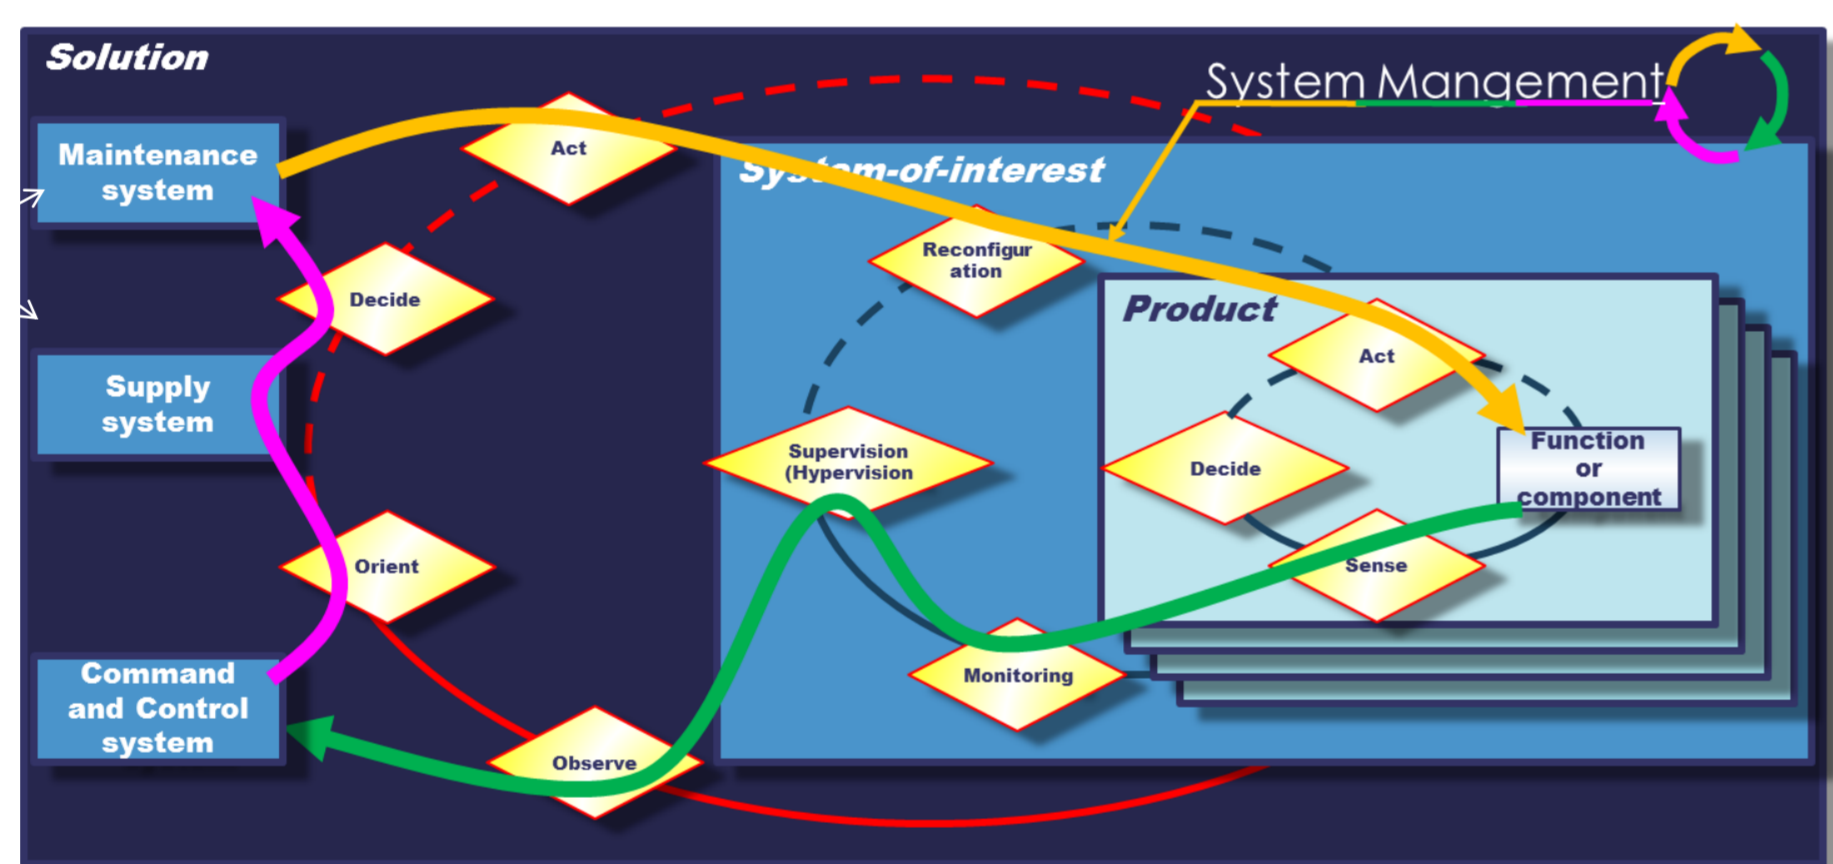 Solution
System Mangement
Maintenance
system
Act
System-of-interest
Reconfigur
ation
Decide
Product
Act
Supply
system
Supervision
(Hypervision
Decide
Function
or
component
Orient
Sense
Command
and Control
system
Monitoring
Observe